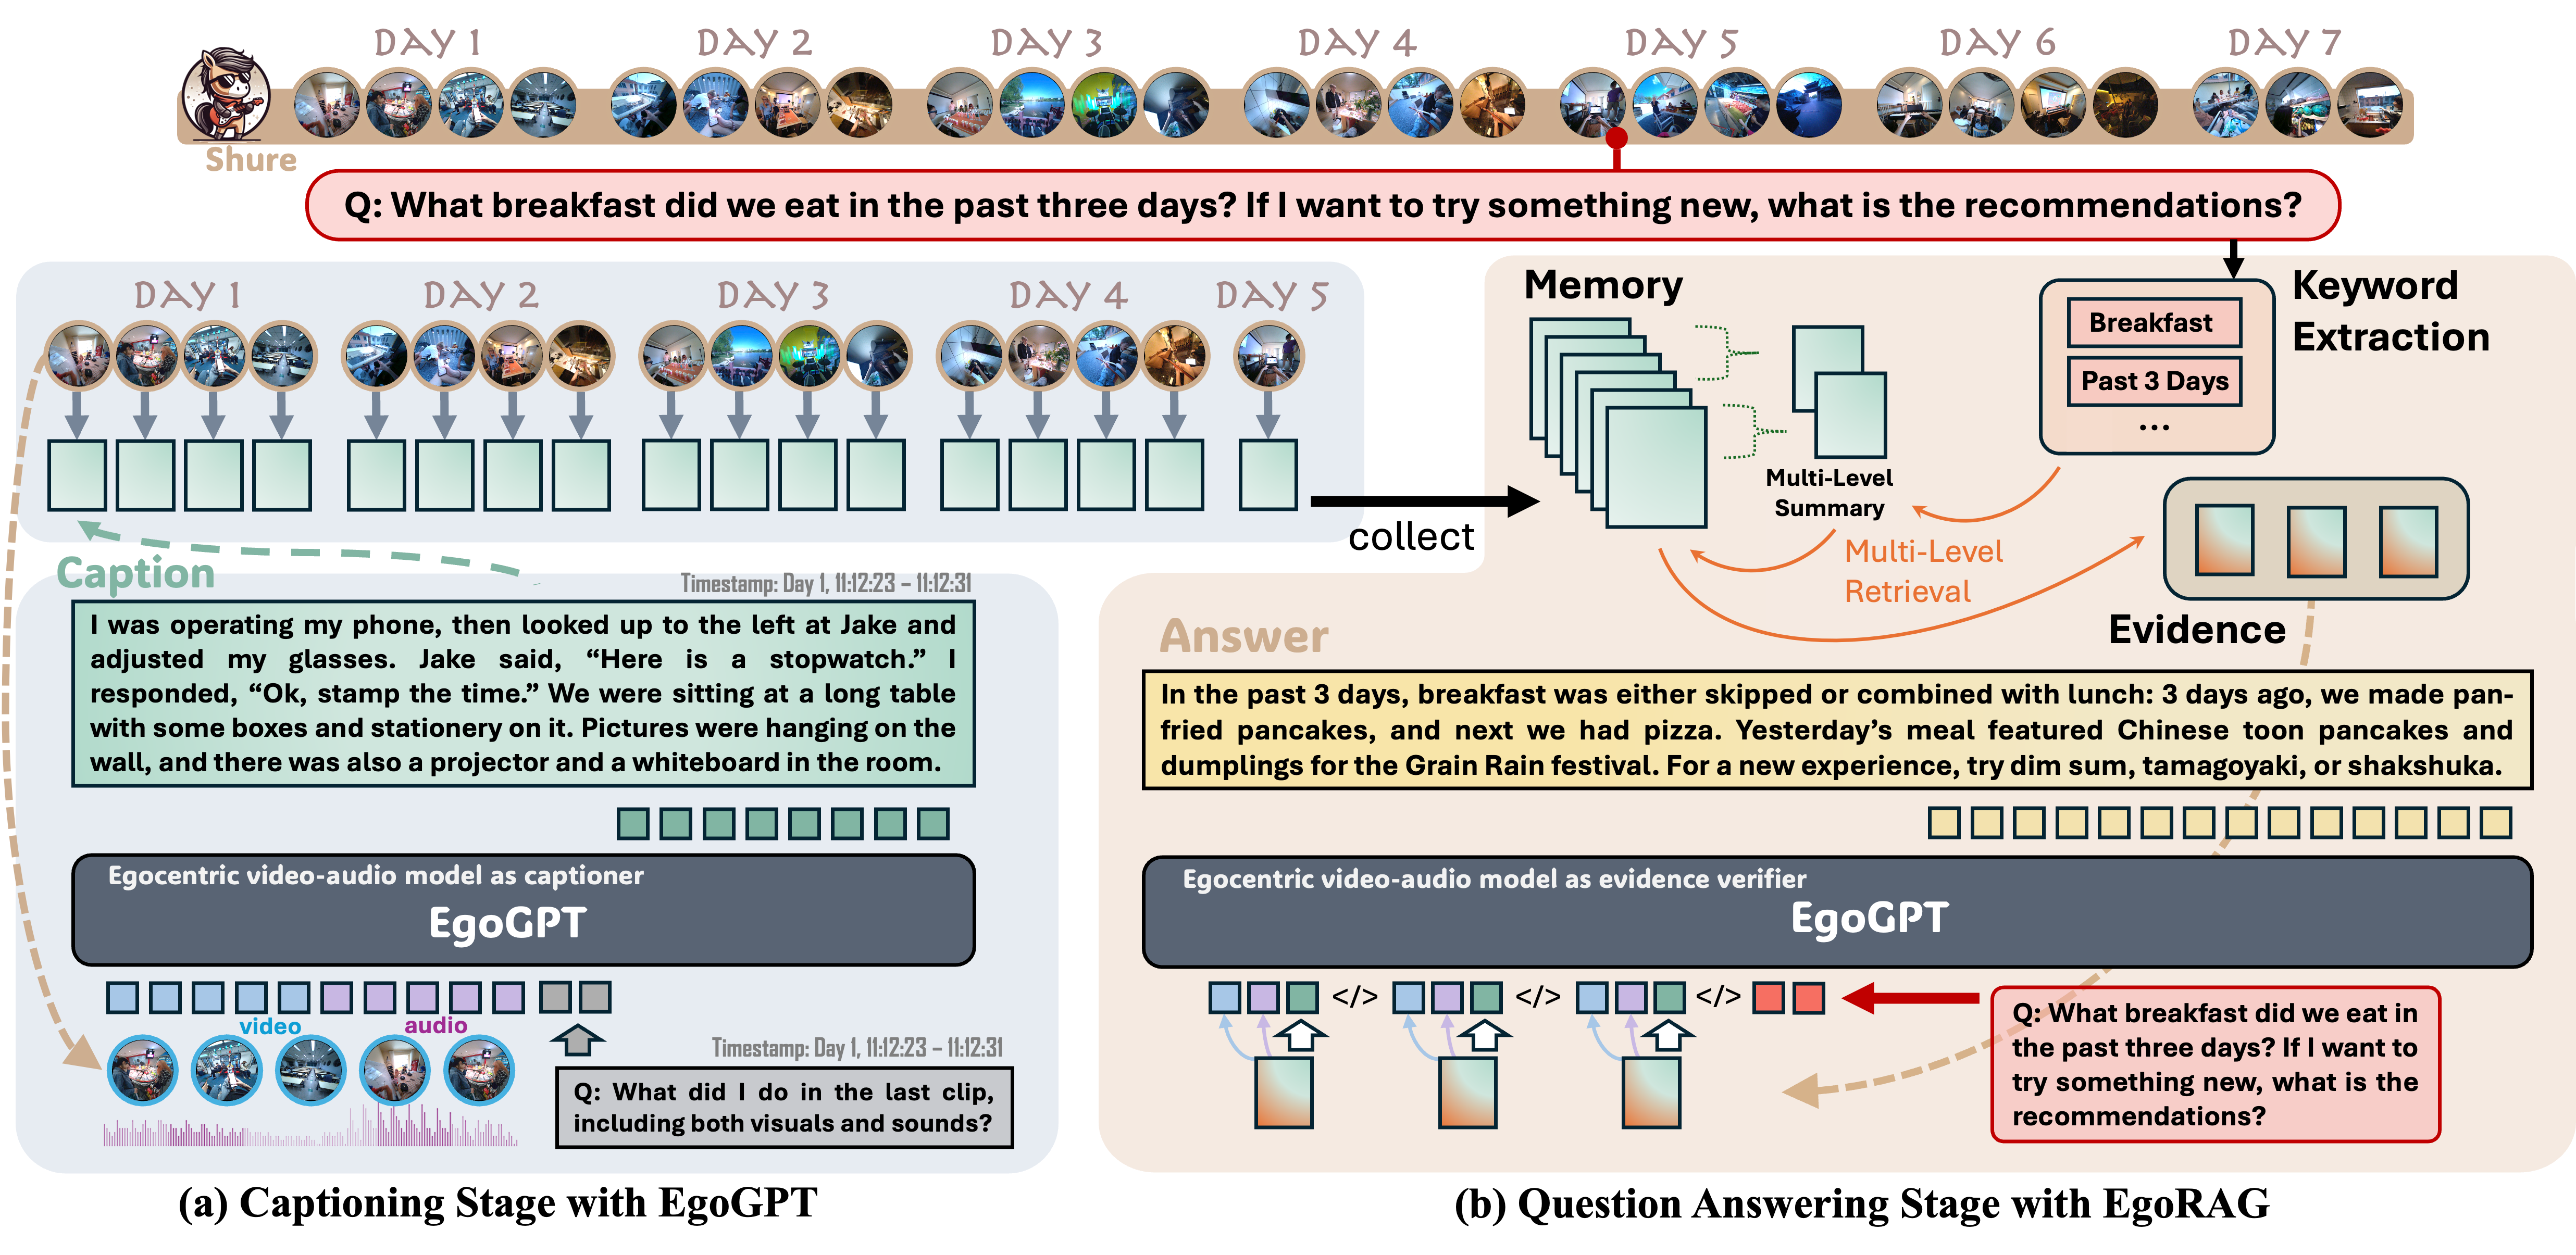 DAY 1 DAY 2 DAY 3 DAY 4 DAY 5 DAY 6 DAY 7
Shure
Q: What breakfast did we eat in the past three days? If I want to try something new, what is the recommendations?
DAY 1 DAY 2 DAY 3 DAY 4 DAY 5
collect
Caption
Timestamp: Day 1, 11:12:23 – 11:12:31
I was operating my phone, then looked up to the left at Jake and
adjusted my glasses. Jake said, “Here is a stopwatch.” I
responded, “Ok, stamp the time.” We were sitting at a long table
with some boxes and stationery on it. Pictures were hanging on the
wall, and there was also a projector and a whiteboard in the room.
Egocentric video-audio model as captioner
EgoGPT
video audio
Timestamp: Day 1, 11:12:23 – 11:12:31
Q: What did I do in the last clip,
including both visuals and sounds?
(a) Captioning Stage with EgoGPT
Memory
Multi-Level
Summary
Keyword
Extraction
Breakfast
Past 3 Days
...
Multi-Level
Retrieval
Evidence
Answer
In the past 3 days, breakfast was either skipped or combined with lunch: 3 days ago, we made pan-
fried pancakes, and next we had pizza. Yesterday’s meal featured Chinese toon pancakes and
dumplings for the Grain Rain festival. For a new experience, try dim sum, tamagoyaki, or shakshuka.
Egocentric video-audio model as evidence verifier
EgoGPT
</> </> </>
Q: What breakfast did we eat in
the past three days? If I want to
try something new, what is the
recommendations?
(b) Question Answering Stage with EgoRAG